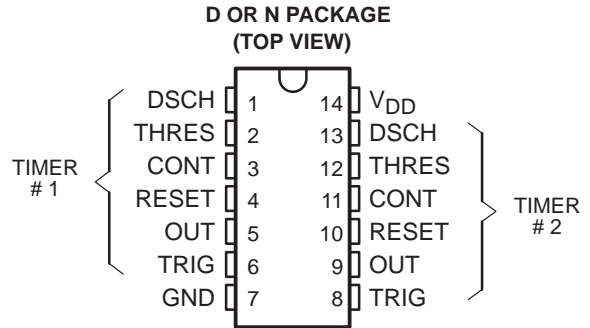 D OR N PACKAGE
(TOP VIEW)
DSCH 1 14 VDD
THRES 2 13 DSCH
CONT 3 12 THRES
RESET 4 11 CONT
OUT 5 10 RESET
TRIG 6 9 OUT
GND 7 8 TRIG
TIMER
# 1
TIMER
# 2